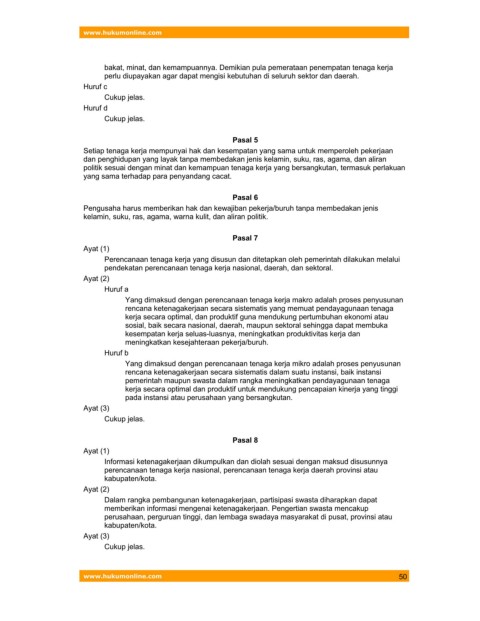 www.hukumonline.com
bakat, minat, dan kemampuannya. Demikian pula pemerataan penempatan tenaga kerja
perlu diupayakan agar dapat mengisi kebutuhan di seluruh sektor dan daerah.
Huruf c
Cukup jelas.
Huruf d
Cukup jelas.
Pasal 5
Setiap tenaga kerja mempunyai hak dan kesempatan yang sama untuk memperoleh pekerjaan
dan penghidupan yang layak tanpa membedakan jenis kelamin, suku, ras, agama, dan aliran
politik sesuai dengan minat dan kemampuan tenaga kerja yang bersangkutan, termasuk perlakuan
yang sama terhadap para penyandang cacat.
Pasal 6
Pengusaha harus memberikan hak dan kewajiban pekerja/buruh tanpa membedakan jenis
kelamin, suku, ras, agama, warna kulit, dan aliran politik.
Pasal 7
Ayat (1)
Perencanaan tenaga kerja yang disusun dan ditetapkan oleh pemerintah dilakukan melalui
pendekatan perencanaan tenaga kerja nasional, daerah, dan sektoral.
Ayat (2)
Huruf a
Yang dimaksud dengan perencanaan tenaga kerja makro adalah proses penyusunan
rencana ketenagakerjaan secara sistematis yang memuat pendayagunaan tenaga
kerja secara optimal, dan produktif guna mendukung pertumbuhan ekonomi atau
sosial, baik secara nasional, daerah, maupun sektoral sehingga dapat membuka
kesempatan kerja seluas-luasnya, meningkatkan produktivitas kerja dan
meningkatkan kesejahteraan pekerja/buruh.
Huruf b
Yang dimaksud dengan perencanaan tenaga kerja mikro adalah proses penyusunan
rencana ketenagakerjaan secara sistematis dalam suatu instansi, baik instansi
pemerintah maupun swasta dalam rangka meningkatkan pendayagunaan tenaga
kerja secara optimal dan produktif untuk mendukung pencapaian kinerja yang tinggi
pada instansi atau perusahaan yang bersangkutan.
Ayat (3)
Cukup jelas.
Pasal 8
Ayat (1)
Informasi ketenagakerjaan dikumpulkan dan diolah sesuai dengan maksud disusunnya
perencanaan tenaga kerja nasional, perencanaan tenaga kerja daerah provinsi atau
kabupaten/kota.
Ayat (2)
Dalam rangka pembangunan ketenagakerjaan, partisipasi swasta diharapkan dapat
memberikan informasi mengenai ketenagakerjaan. Pengertian swasta mencakup
perusahaan, perguruan tinggi, dan lembaga swadaya masyarakat di pusat, provinsi atau
kabupaten/kota.
Ayat (3)
Cukup jelas.
www.hukumonline.com 50